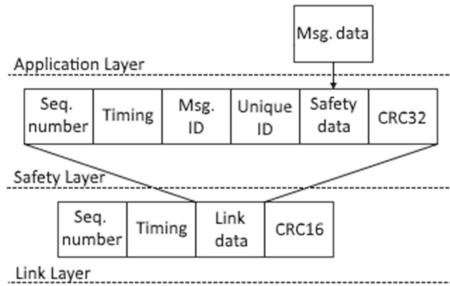 Msg. data
Application Layer
Seq.
number
Timing
Msg.
ID
Unique
ID
Safety
data
CRC32
Safety Layer
Seq.
number
Timing
Link
data
CRC16
Link Layer